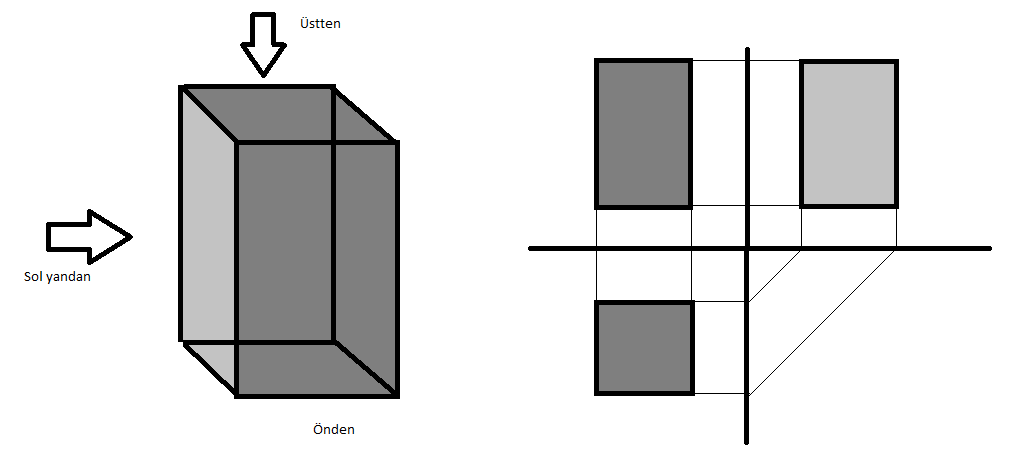 Üstten
Sol yandan
Önden